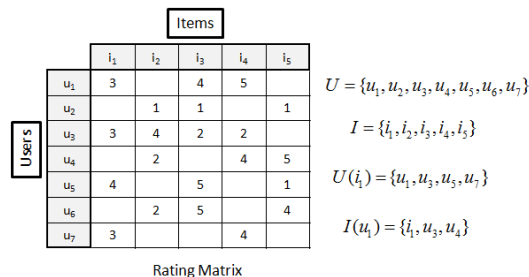 Items
i1 i2 i3 i4 i5
u1 3 4 5
u2 1 1 1
u3 3 4 2 2
u4 2 4 5
u5 4 5 1
u6 2 5 4
u7 3 4
Users
Rating Matrix
U = {u1, u2, u3, u4, u5, u6, u7}
I = {i1, i2, i3, i4, i5}
U(i1) = {u1, u3, u5, u7}
I(u1) = {i1, u3, u4}